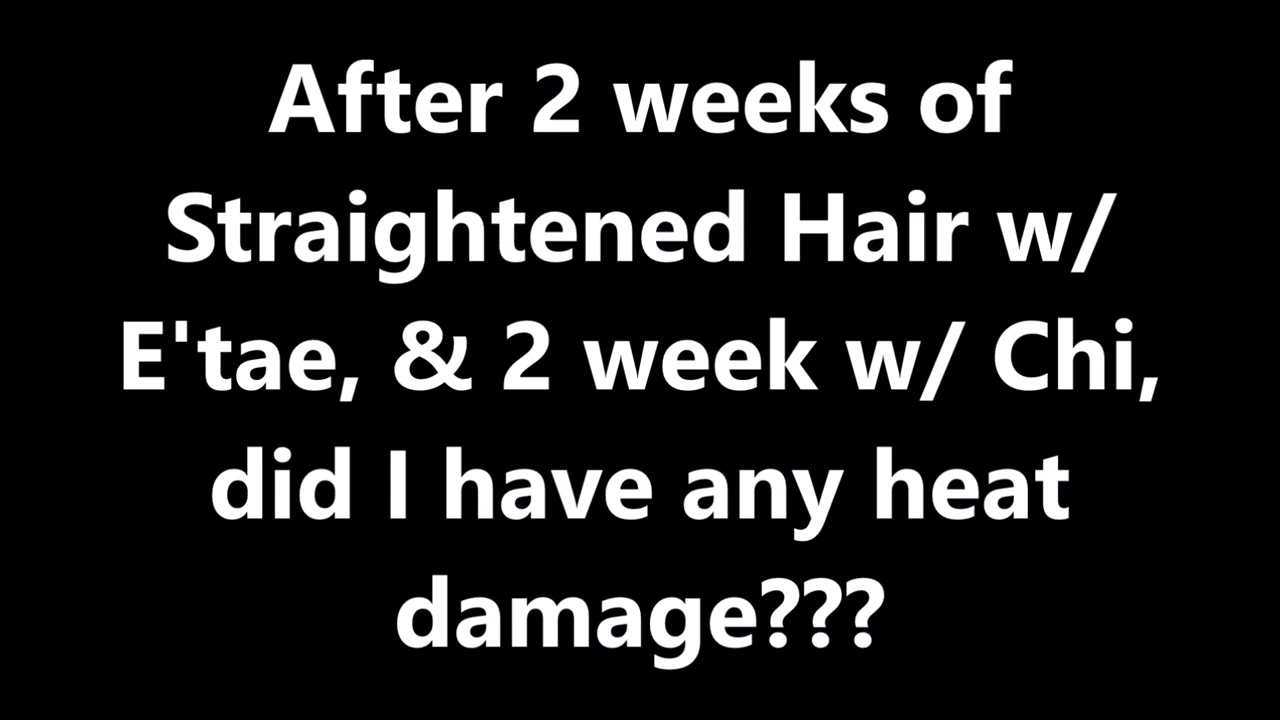 After 2 weeks of
Straightened Hair w/
E'tae, & 2 week w/ Chi,
did I have any heat
damage???